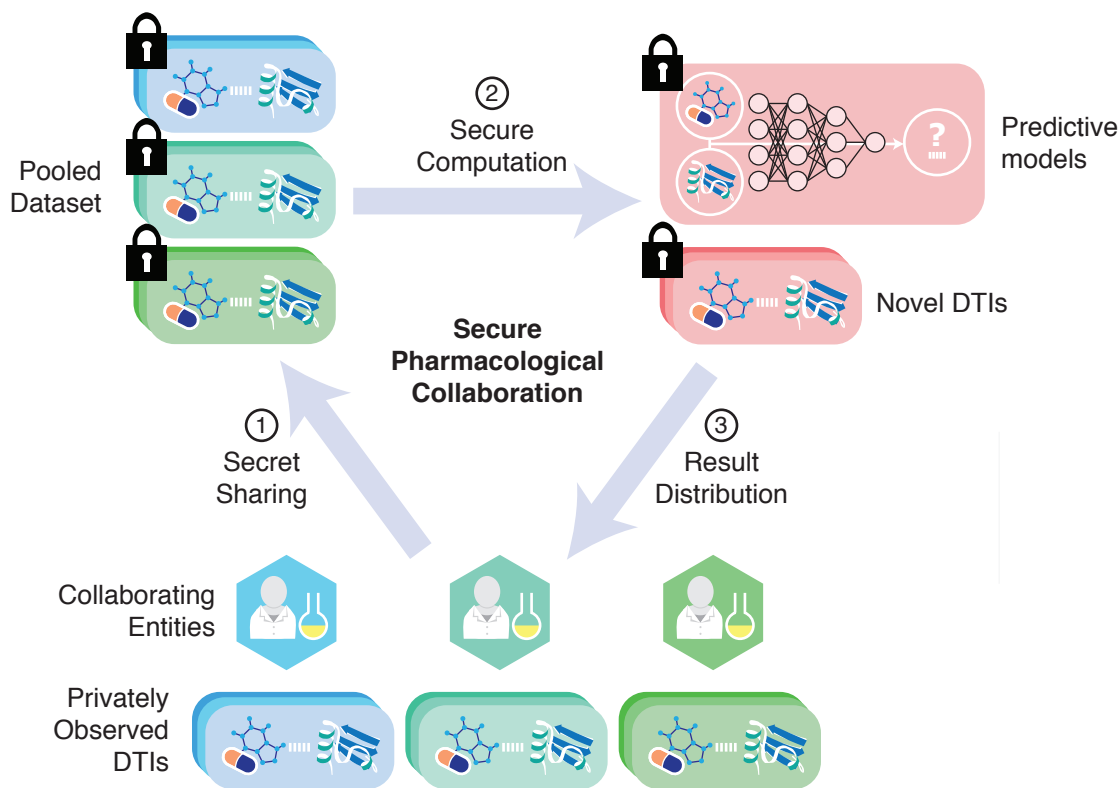 Pooled
Dataset
2
Secure
Computation
?
Predictive
models
Novel DTIs
Secure
Pharmacological
Collaboration
1
Secret
Sharing
3
Result
Distribution
Collaborating
Entities
Privately
Observed
DTIs